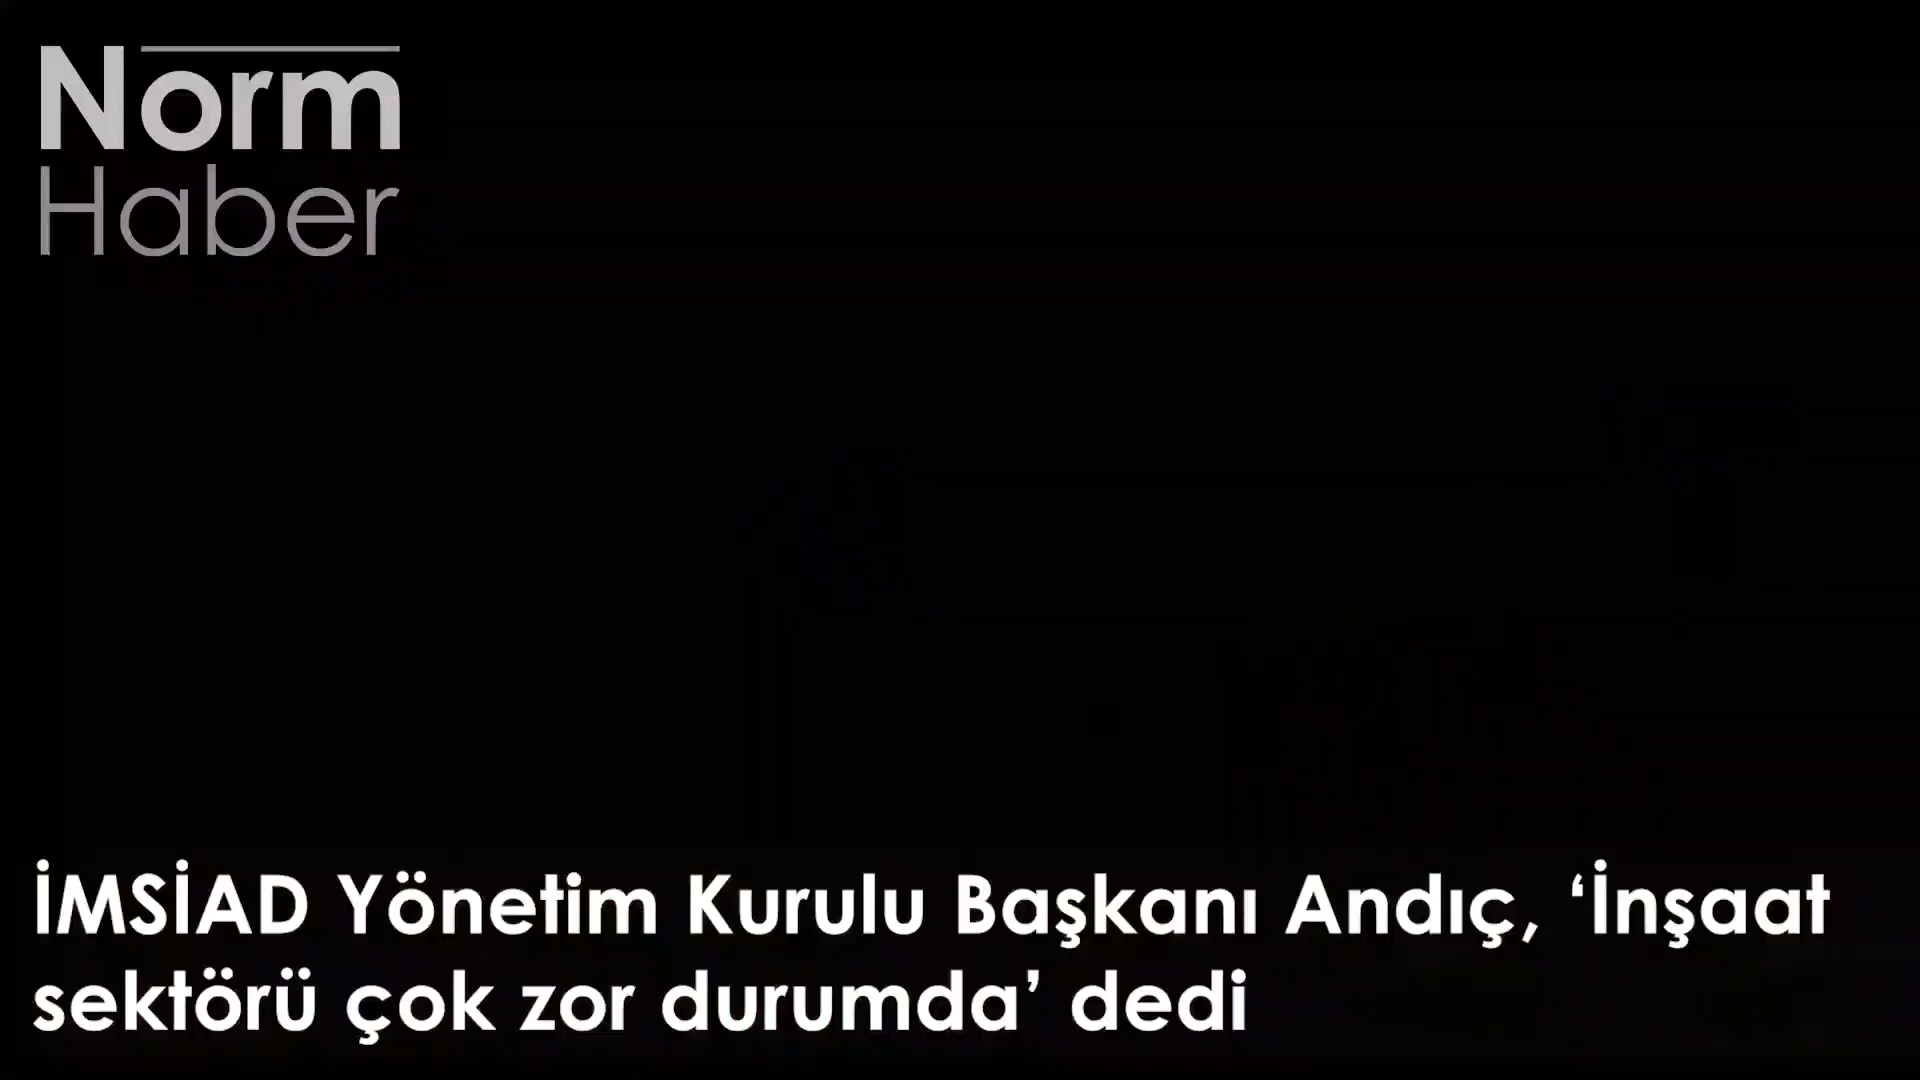 Norm
Haber
İMSİAD Yönetim Kurulu Başkanı Andıç, ‘İnşaat
sektörü çok zor durumda’ dedi